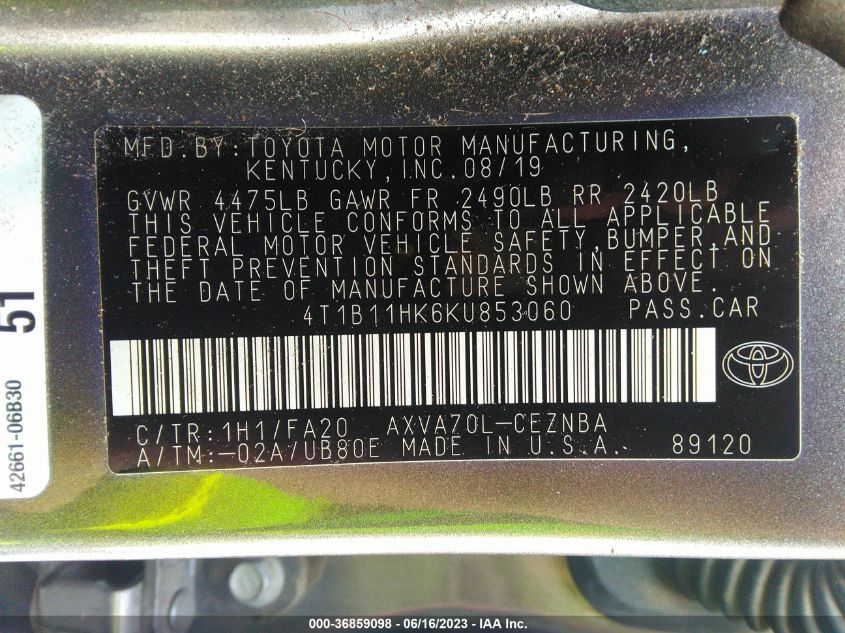 MFD.BY:TOYOTA MOTOR MANUFACTURING,
KENTUCKY,INC.08/19
GVWR 4475LB GAWR FR 2490LB RR 2420LB
THIS VEHICLE CONFORMS TO ALL APPLICABLE
FEDERAL MOTOR VEHICLE SAFETY,BUMPER,AND
THEFT PREVENTION STANDARDS IN EFFECT ON
THE DATE OF MANUFACTURE SHOWN ABOVE.
4T1B11HK6KU853060 PASS.CAR
C/TR:1H1/FA20 AXVA70L-CEZNBA
A/TM:-02A/UB80E MADE IN U.S.A. 89120
51
42661-06B30
000-36859098 - 06/16/2023 - IAA Inc.